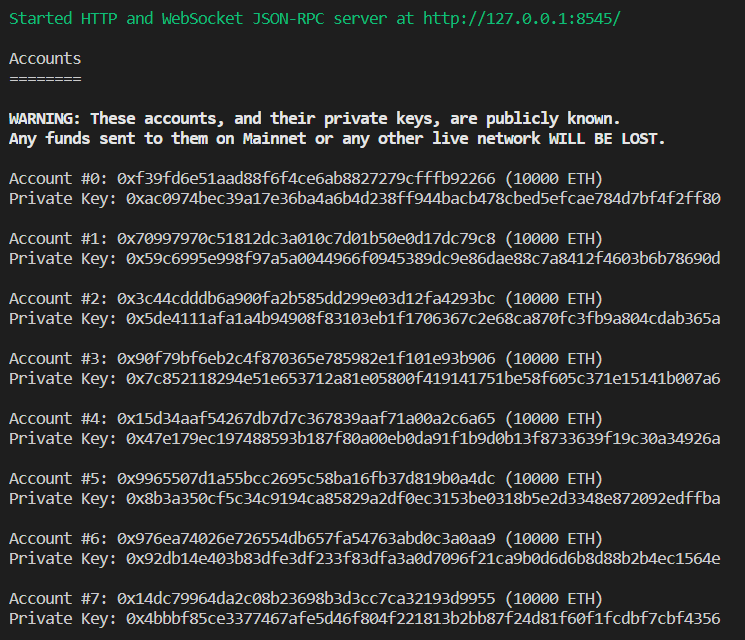 Started HTTP and WebSocket JSON-RPC server at http://127.0.0.1:8545/
Accounts
========
WARNING: These accounts, and their private keys, are publicly known.
Any funds sent to them on Mainnet or any other live network WILL BE LOST.
Account #0: 0xf39fd6e51aad88f6f4ce6ab8827279cfffb92266 (10000 ETH)
Private Key: 0xac0974bec39a17e36ba4a6b4d238ff944bacb478cbed5efcae784d7bf4f2ff80
Account #1: 0x70997970c51812dc3a010c7d01b50e0d17dc79c8 (10000 ETH)
Private Key: 0x59c6995e998f97a5a0044966f0945389dc9e86dae88c7a8412f4603b6b78690d
Account #2: 0x3c44cdddb6a900fa2b585dd299e03d12fa4293bc (10000 ETH)
Private Key: 0x5de4111afa1a4b94908f83103eb1f1706367c2e68ca870fc3fb9a804cdab365a
Account #3: 0x90f79bf6eb2c4f870365e785982e1f101e93b906 (10000 ETH)
Private Key: 0x7c852118294e51e653712a81e05800f419141751be58f605c371e15141b007a6
Account #4: 0x15d34aaf54267db7d7c367839aaf71a00a2c6a65 (10000 ETH)
Private Key: 0x47e179ec197488593b187f80a00eb0da91f1b9d0b13f8733639f19c30a34926a
Account #5: 0x9965507d1a55bcc2695c58ba16fb37d819b0a4dc (10000 ETH)
Private Key: 0x8b3a350cf5c34c9194ca85829a2df0ec3153be0318b5e2d3348e872092edffba
Account #6: 0x976ea74026e726554db657fa54763abd0c3a0aa9 (10000 ETH)
Private Key: 0x92db14e403b83dfe3df233f83dfa3a0d7096f21ca9b0d6d6b8d88b2b4ec1564e
Account #7: 0x14dc79964da2c08b23698b3d3cc7ca32193d9955 (10000 ETH)
Private Key: 0x4bbbf85ce3377467afe5d46f804f221813b2bb87f24d81f60f1fcdbf7cbf4356